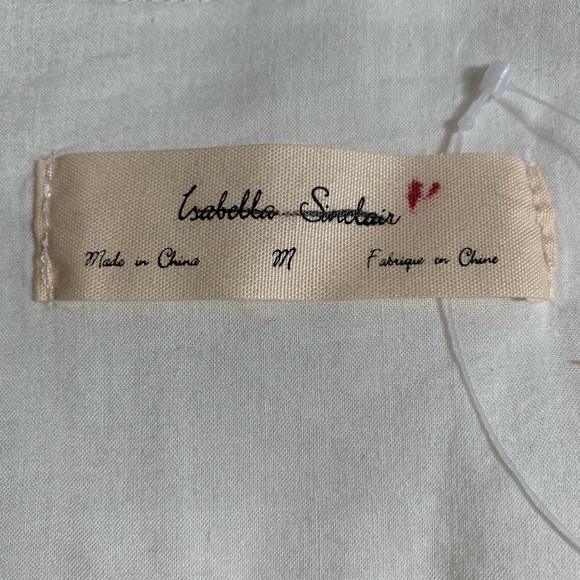 Isabella Sinclair
Made in China M Fabrique en Chine